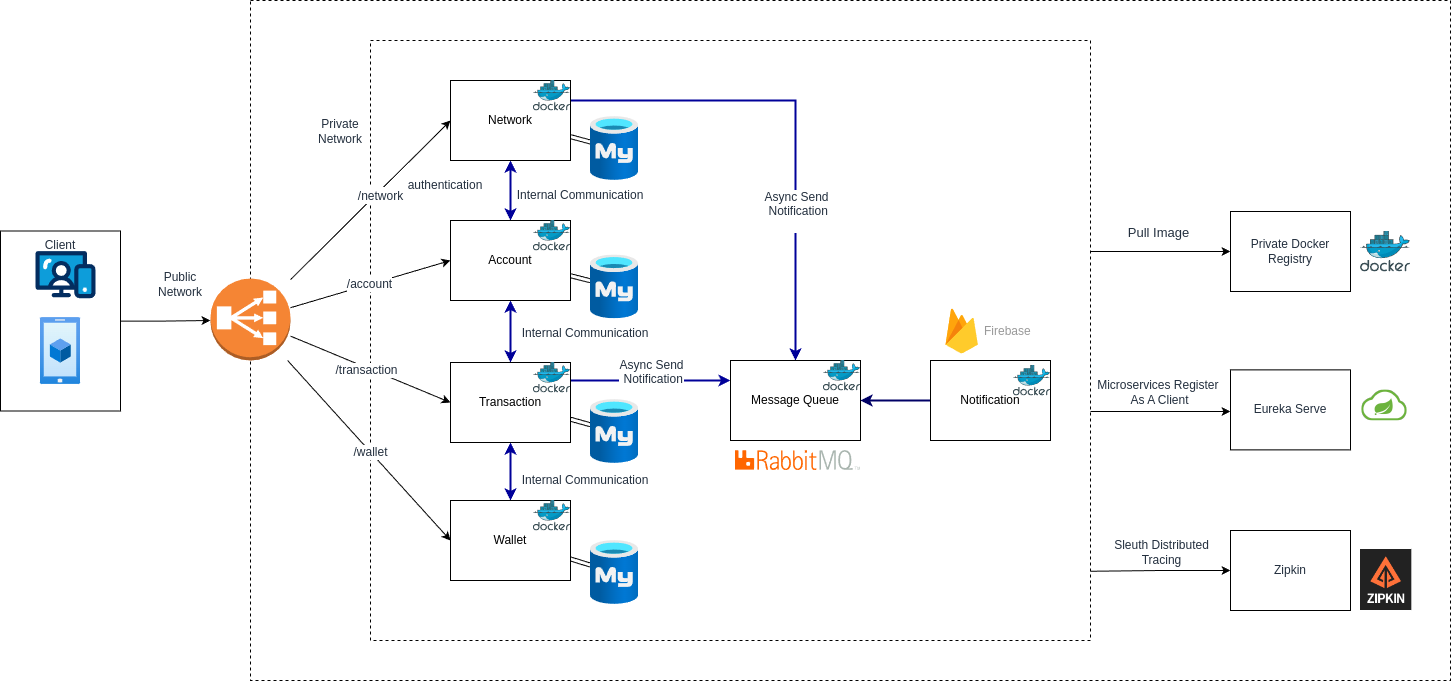 Client
Public
Network
Private
Network
/network
authentication
/account
/transaction
/wallet
Network
docker
My
Internal Communication
Account
docker
My
Internal Communication
Transaction
docker
My
Internal Communication
Wallet
docker
My
Async Send
Notification
Async Send
Notification
Message Queue
docker
RabbitMQ
Firebase
Notification
docker
Pull Image
Private Docker
Registry
docker
Microservices Register
As A Client
Eureka Serve
Sleuth Distributed
Tracing
Zipkin
ZIPKIN